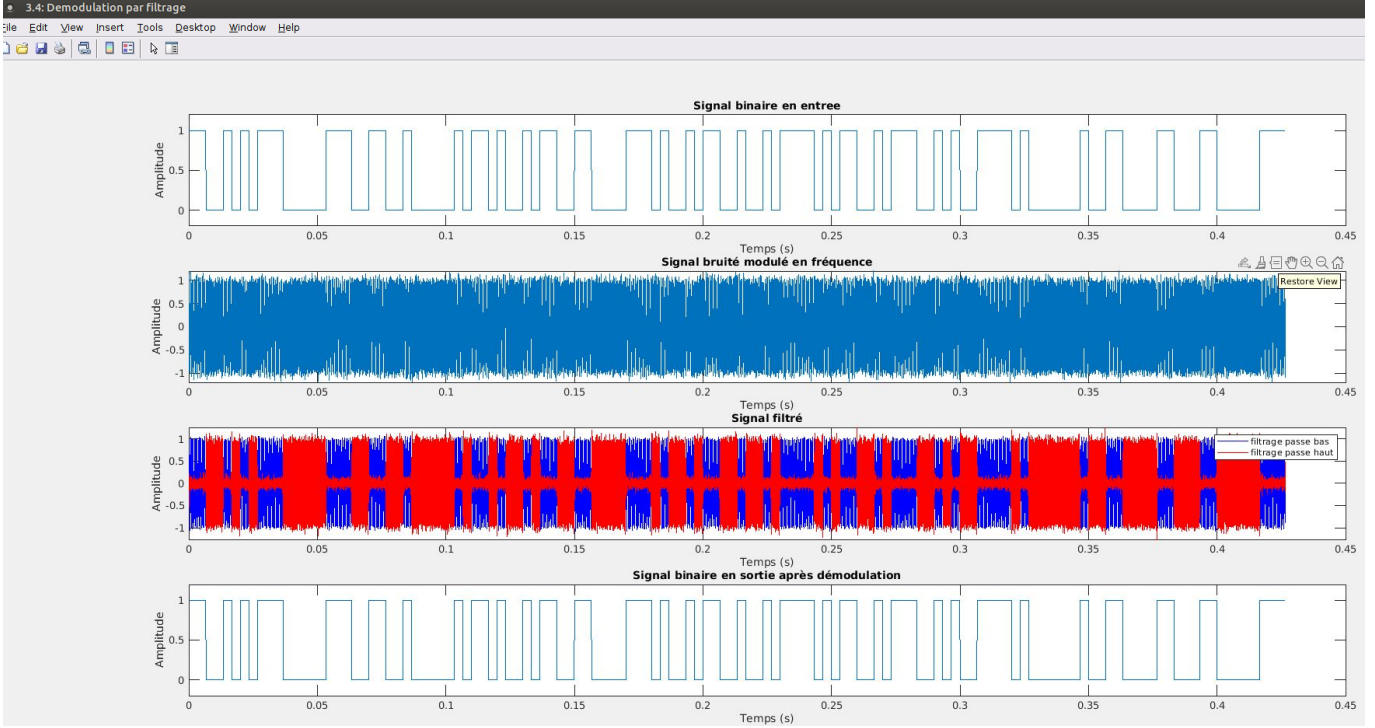 3.4: Demodulation par filtrage
File Edit View Insert Tools Desktop Window Help
Signal binaire en entree
Amplitude
1
0.5
0
0 0.05 0.1 0.15 0.2 0.25 0.3 0.35 0.4 0.45
Temps (s)
Signal bruité modulé en fréquence
Restore View
Amplitude
1
0.5
0
-0.5
-1
0 0.05 0.1 0.15 0.2 0.25 0.3 0.35 0.4 0.45
Temps (s)
Signal filtré
filtrage passe bas
filtrage passe haut
Amplitude
1
0.5
0
-0.5
-1
0 0.05 0.1 0.15 0.2 0.25 0.3 0.35 0.4 0.45
Temps (s)
Signal binaire en sortie après démodulation
Amplitude
1
0.5
0
0 0.05 0.1 0.15 0.2 0.25 0.3 0.35 0.4 0.45
Temps (s)